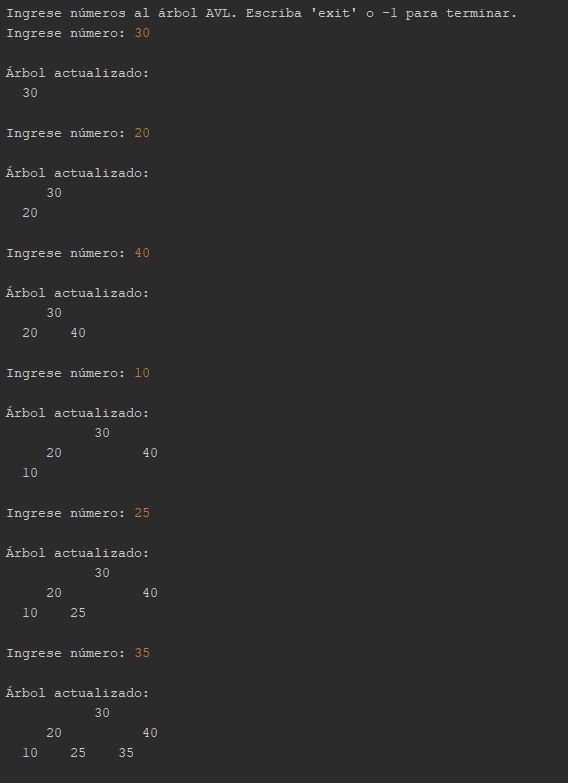 Ingrese números al árbol AVL. Escriba 'exit' o -1 para terminar.
Ingrese número: 30
Árbol actualizado:
30
Ingrese número: 20
Árbol actualizado:
30
20
Ingrese número: 40
Árbol actualizado:
30
20 40
Ingrese número: 10
Árbol actualizado:
30
20 40
10
Ingrese número: 25
Árbol actualizado:
30
20 40
10 25
Ingrese número: 35
Árbol actualizado:
30
20 40
10 25 35